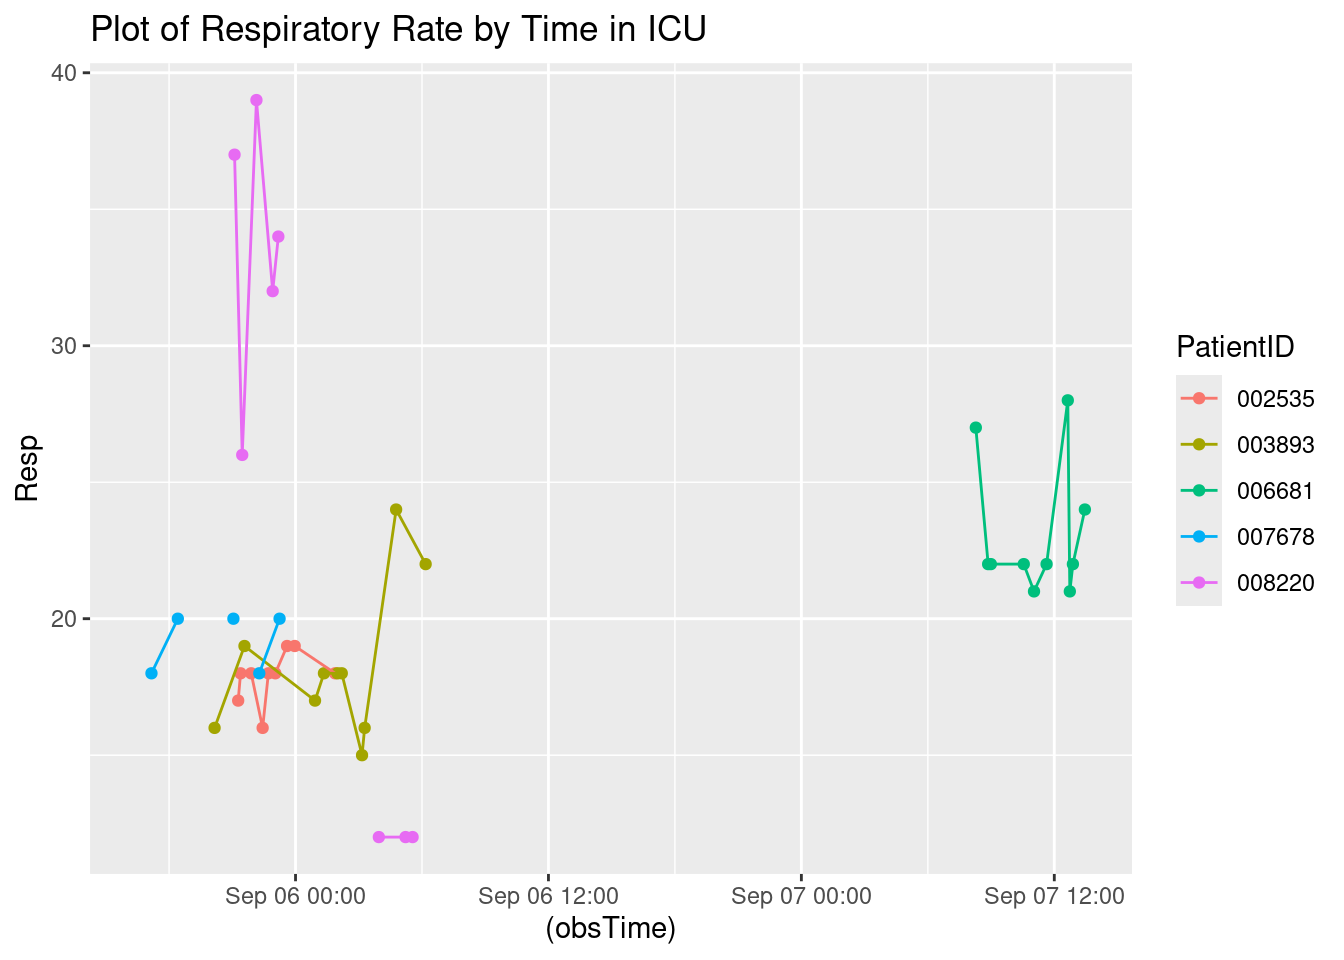 Plot of Respiratory Rate by Time in ICU
40
30
20
Resp
Sep 06 00:00
Sep 06 12:00
Sep 07 00:00
Sep 07 12:00
(obsTime)
PatientID
002535
003893
006681
007678
008220